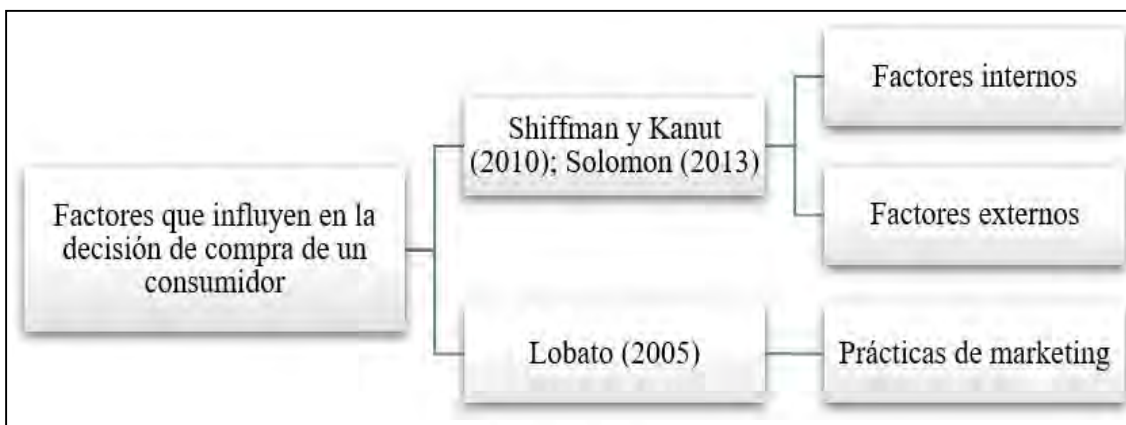 Factores que influyen en la
decisión de compra de un
consumidor
Shiffman y Kanut
(2010); Solomon (2013)
Factores internos
Factores externos
Lobato (2005)
Prácticas de marketing